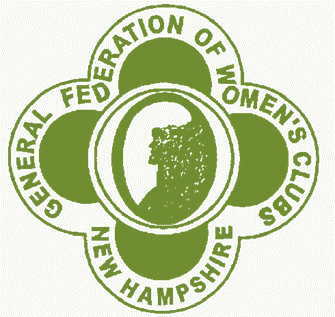 GENERAL FEDERATION OF WOMEN'S CLUBS
NEW HAMPSHIRE